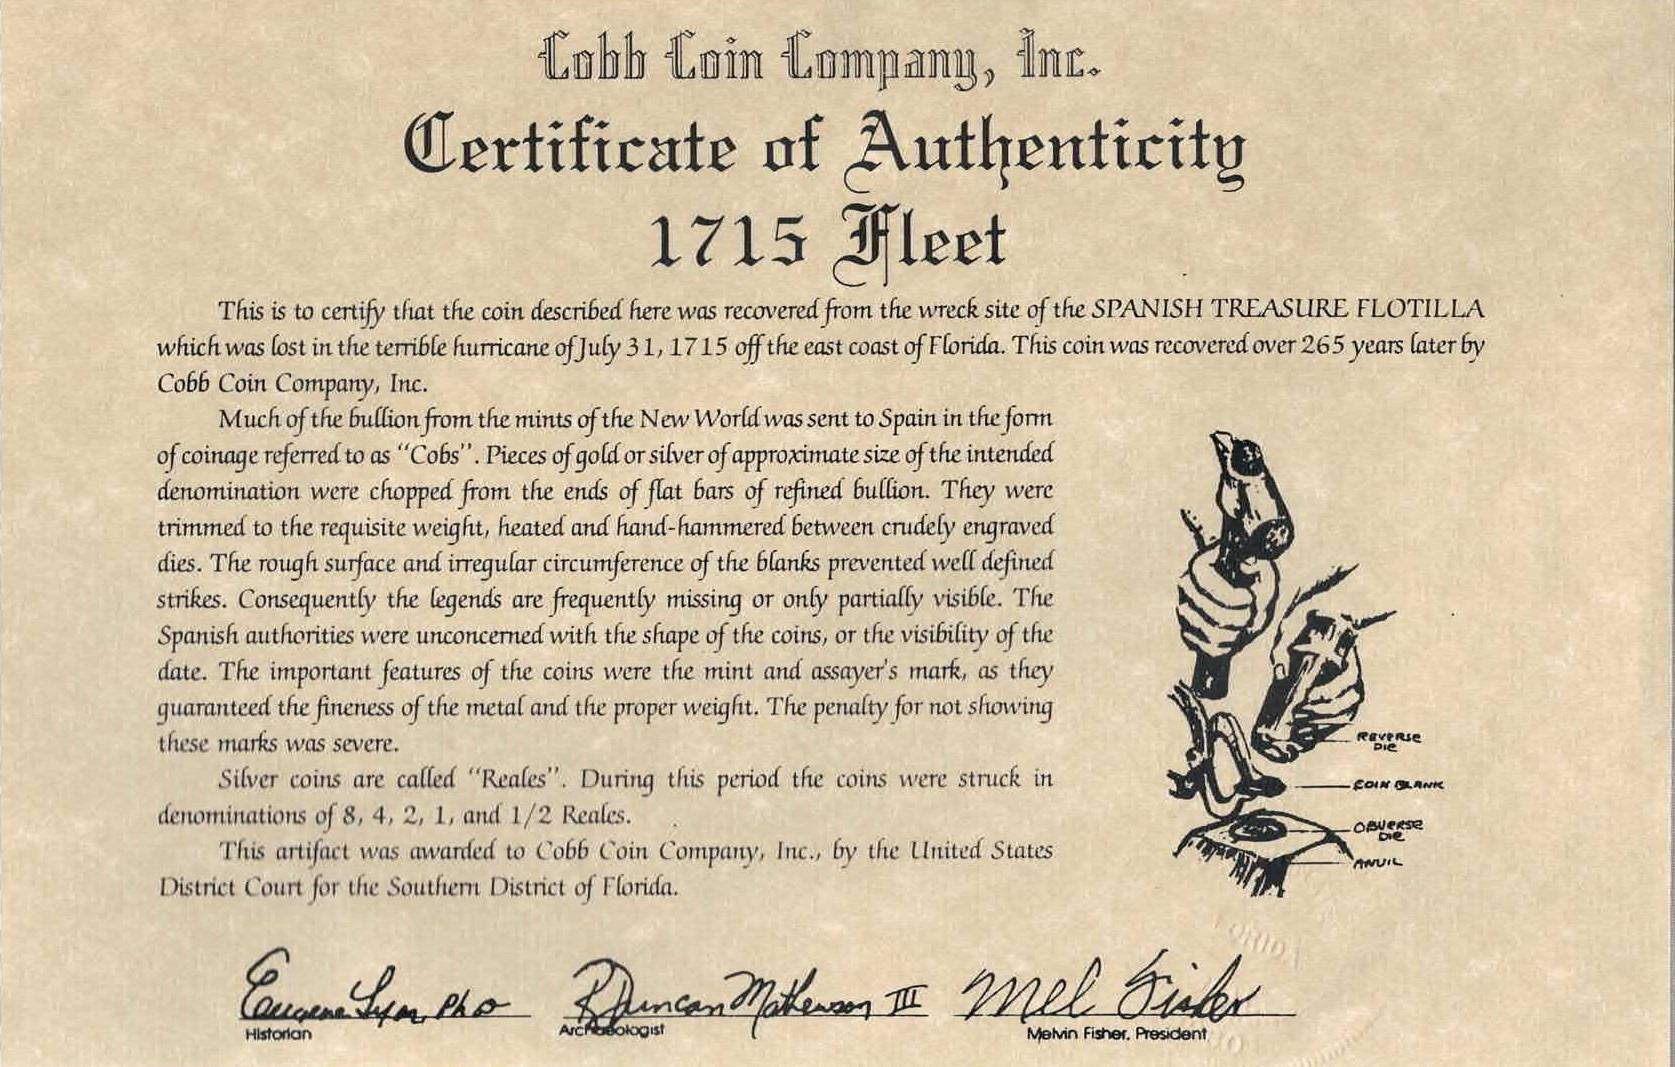 Cobb Coin Company, Inc.
Certificate of Authenticity
1715 Fleet
This is to certify that the coin described here was recovered from the wreck site of the SPANISH TREASURE FLOTILLA
which was lost in the terrible hurricane of July 31, 1715 off the east coast of Florida. This coin was recovered over 265 years later by
Cobb Coin Company, Inc.
Much of the bullion from the mints of the New World was sent to Spain in the form
of coinage referred to as "Cobs". Pieces of gold or silver of approximate size of the intended
denomination were chopped from the ends of flat bars of refined bullion. They were
trimmed to the requisite weight, heated and hand-hammered between crudely engraved
dies. The rough surface and irregular circumference of the blanks prevented well defined
strikes. Consequently the legends are frequently missing or only partially visible. The
Spanish authorities were unconcerned with the shape of the coins, or the visibility of the
date. The important features of the coins were the mint and assayer's mark, as they
guaranteed the fineness of the metal and the proper weight. The penalty for not showing
these marks was severe.
Silver coins are called "Reales". During this period the coins were struck in
denominations of 8, 4, 2, 1, and 1/2 Reales.
This artifact was awarded to Cobb Coin Company, Inc., by the United States
District Court for the Southern District of Florida.
REVERSE
DIE
COIN BLANK
OBVERSE
DIE
ANVIL
Eugene Lyon, PhD
Historian
R Duncan Mathewson III
Archaeologist
Mel Fisher
Melvin Fisher, President